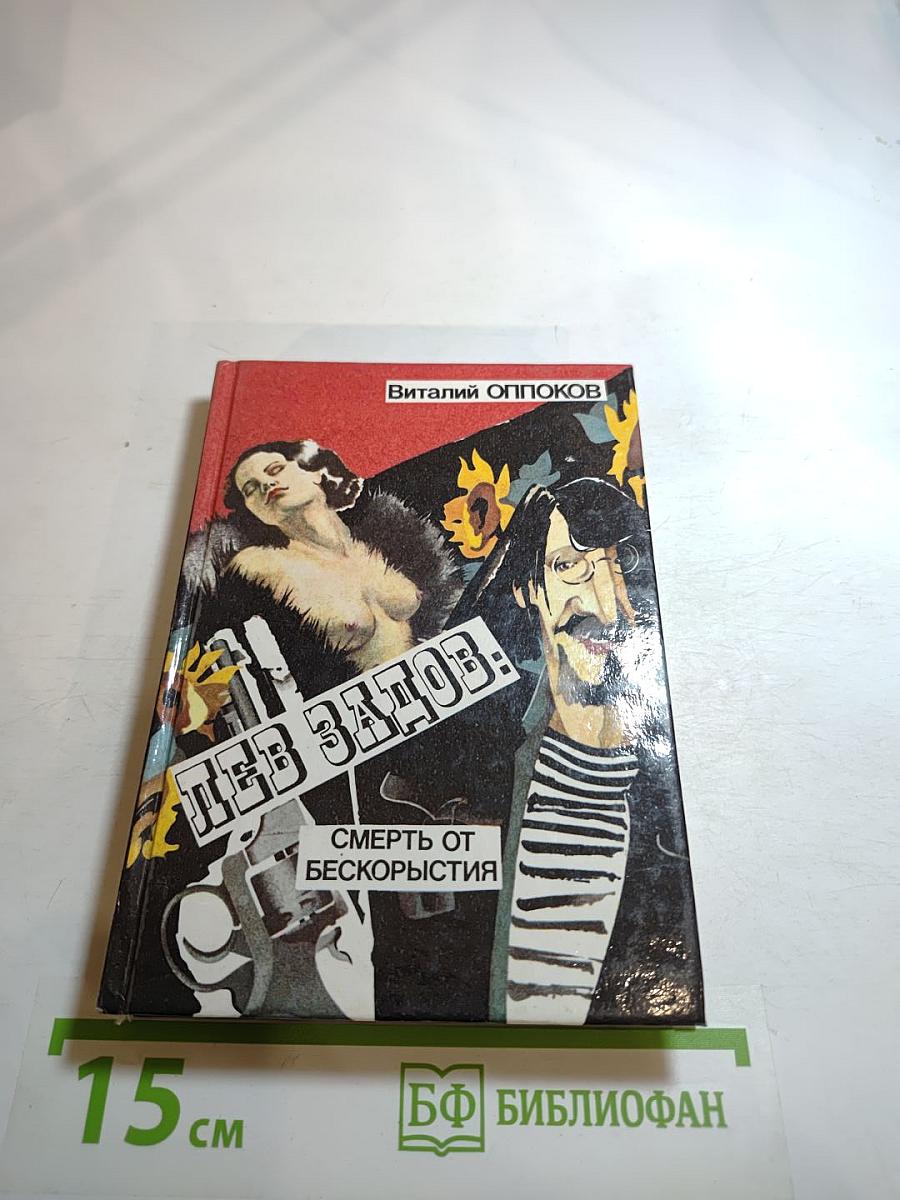 Виталий ОППОКОВ
ЛЕВ ЗАДОВ:
СМЕРТЬ ОТ
БЕСКОРЫСТИЯ
15 см
БФ БИБЛИОФАН